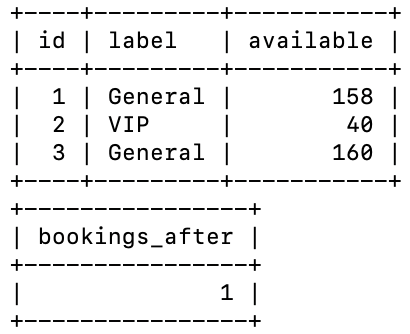 +----+-----------+-----------+
| id | label     | available |
+----+-----------+-----------+
|  1 | General |       158 |
|  2 | VIP       |        40 |
|  3 | General |       160 |
+----+-----------+-----------+
+----------------+
| bookings_after |
+----------------+
|              1 |
+----------------+